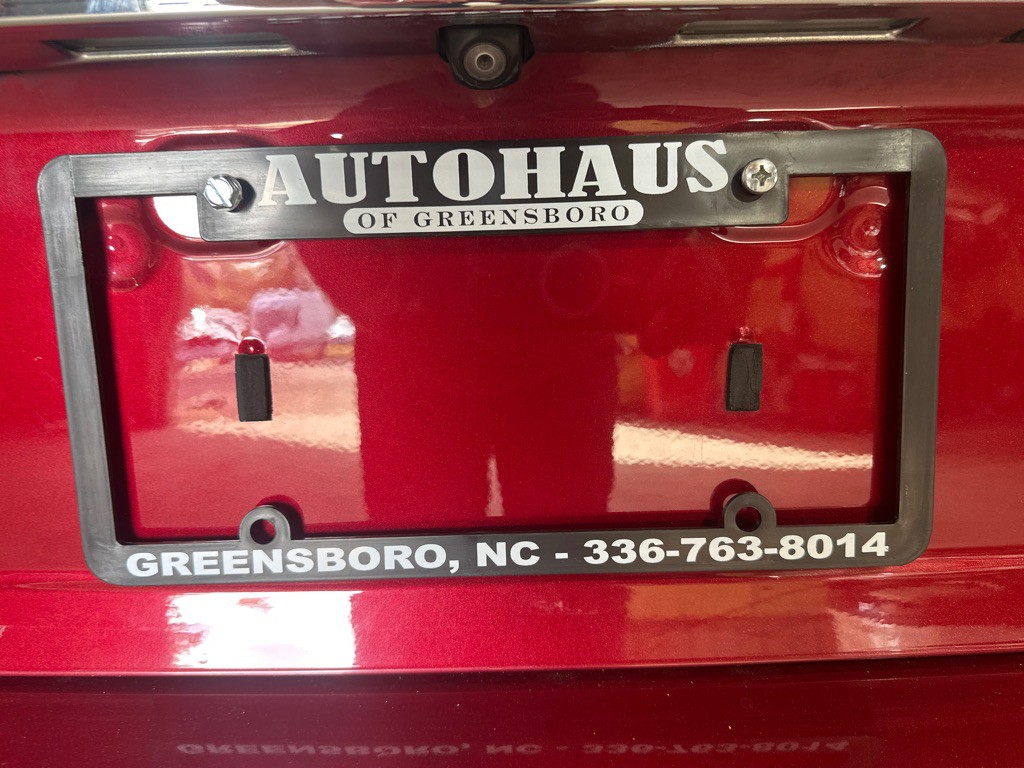 AUTOHAUS
OF GREENSBORO
GREENSBORO, NC - 336-763-8014